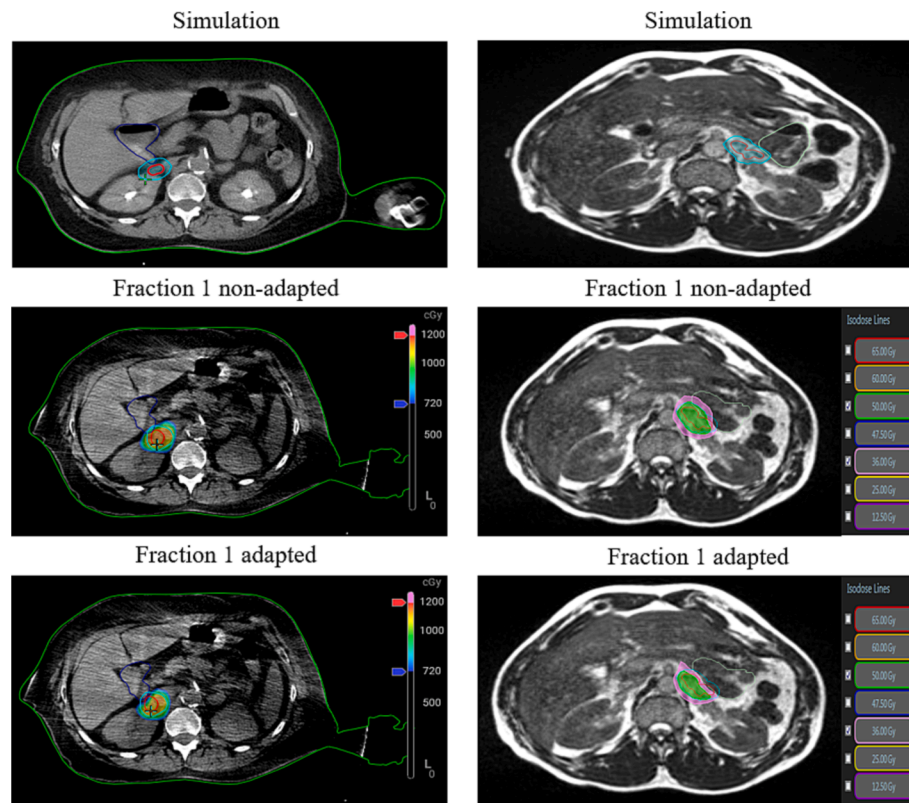 Simulation
Simulation
Fraction 1 non-adapted
Fraction 1 non-adapted
cGy
1200
1000
720
500
L
0
Isodose Lines
65.00 Gy
60.00 Gy
50.00 Gy
47.50 Gy
36.00 Gy
25.00 Gy
12.50 Gy
Fraction 1 adapted
Fraction 1 adapted
cGy
1200
1000
720
500
L
0
Isodose Lines
65.00 Gy
60.00 Gy
50.00 Gy
47.50 Gy
36.00 Gy
25.00 Gy
12.50 Gy